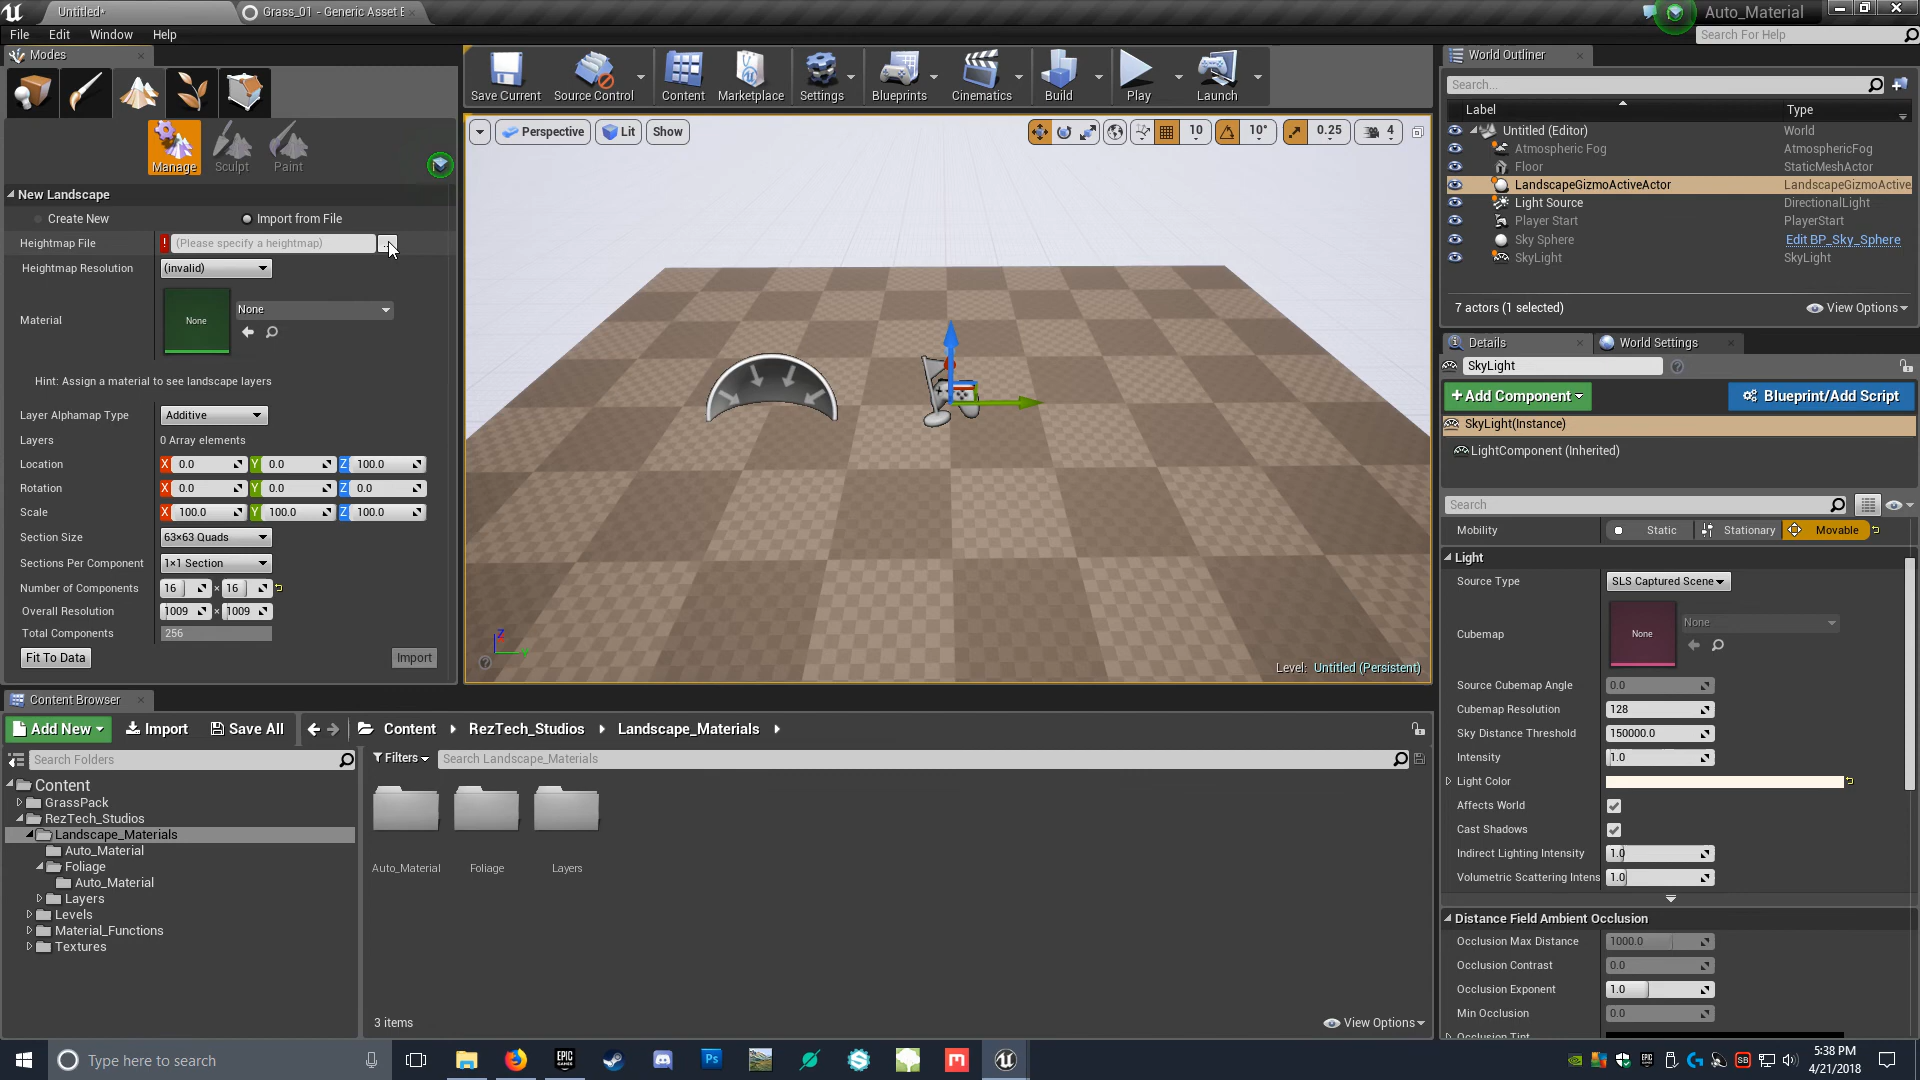 Untitled*
Grass_01 - Generic Asset E
Auto_Material
File Edit Window Help
Search For Help
Modes
Manage Sculpt Paint
New Landscape
Create New Import from File
Heightmap File ! (Please specify a heightmap) ...
Heightmap Resolution (invalid)
Material None None
Hint: Assign a material to see landscape layers
Layer Alphamap Type Additive
Layers 0 Array elements
Location X 0.0 Y 0.0 Z 100.0
Rotation X 0.0 Y 0.0 Z 0.0
Scale X 100.0 Y 100.0 Z 100.0
Section Size 63×63 Quads
Sections Per Component 1×1 Section
Number of Components 16 × 16
Overall Resolution 1009 × 1009
Total Components 256
Fit To Data Import
Save Current Source Control Content Marketplace Settings Blueprints Cinematics Build Play Launch
Perspective Lit Show 10 10° 0.25 4
Z
Level: Untitled (Persistent)
World Outliner
Search...
Label Type
Untitled (Editor) World
Atmospheric Fog AtmosphericFog
Floor StaticMeshActor
LandscapeGizmoActiveActor LandscapeGizmoActive
Light Source DirectionalLight
Player Start PlayerStart
Sky Sphere Edit BP_Sky_Sphere
SkyLight SkyLight
7 actors (1 selected) View Options
Details World Settings
SkyLight
+Add Component Blueprint/Add Script
SkyLight(Instance)
LightComponent (Inherited)
Search
Mobility Static Stationary Movable
Light
Source Type SLS Captured Scene
Cubemap None None
Source Cubemap Angle 0.0
Cubemap Resolution 128
Sky Distance Threshold 150000.0
Intensity 1.0
Light Color
Affects World
Cast Shadows
Indirect Lighting Intensity 1.0
Volumetric Scattering Intens 1.0
Distance Field Ambient Occlusion
Occlusion Max Distance 1000.0
Occlusion Contrast 0.0
Occlusion Exponent 1.0
Min Occlusion 0.0
Occlusion Tint
Content Browser
Add New Import Save All Content RezTech_Studios Landscape_Materials
Search Folders
Filters Search Landscape_Materials
Content
GrassPack
RezTech_Studios
Landscape_Materials
Auto_Material
Foliage
Auto_Material
Layers
Levels
Material_Functions
Textures
Auto_Material Foliage Layers
3 items View Options
Type here to search
EPIC GAMES
Ps
5:38 PM
4/21/2018